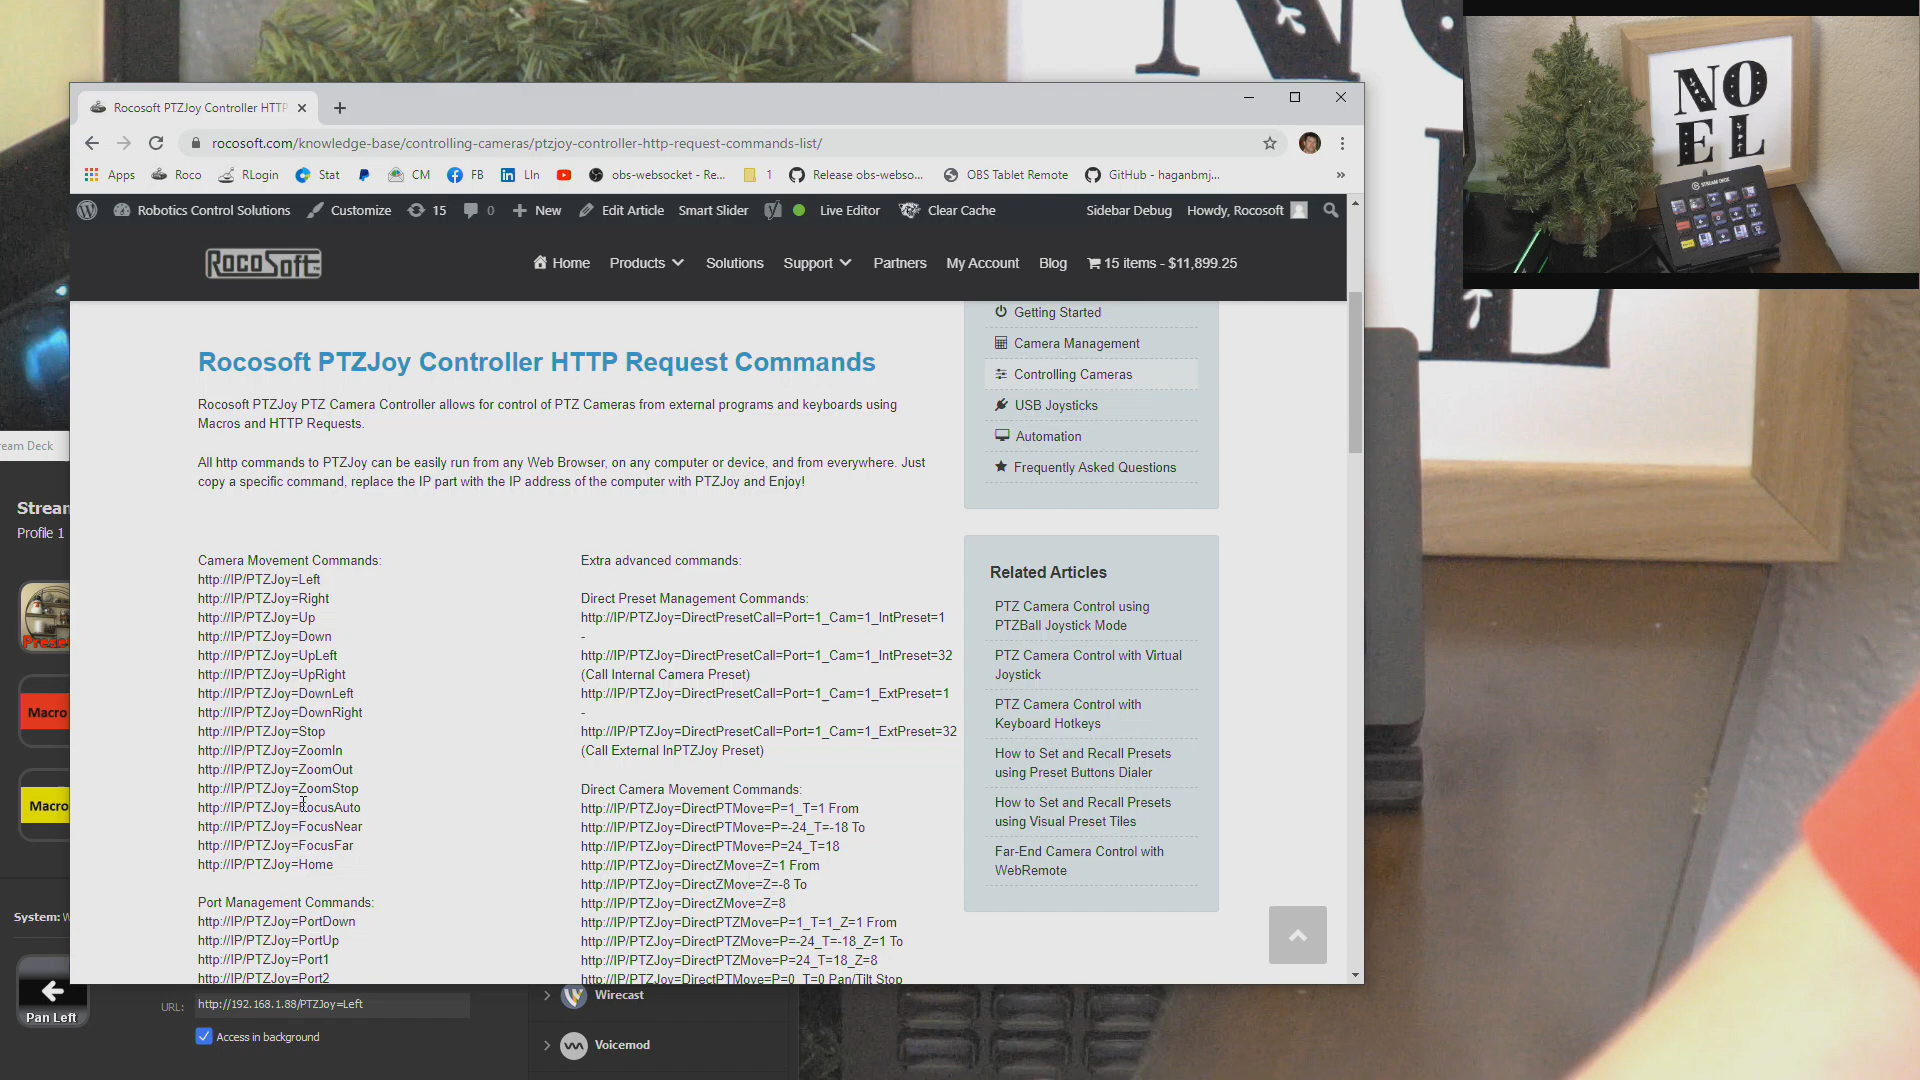 Rocosoft PTZJoy Controller HTTP
rocosoft.com/knowledge-base/controlling-cameras/ptzjoy-controller-http-request-commands-list/
Apps
Roco
RLogin
Stat
CM
FB
LIn
obs-websocket - Re...
1
Release obs-webso...
OBS Tablet Remote
GitHub - haganbmj...
»
Robotics Control Solutions
Customize
15
0
New
Edit Article
Smart Slider
Live Editor
Clear Cache
Sidebar Debug
Howdy, Rocosoft
ROCOSOFT
Home
Products
Solutions
Support
Partners
My Account
Blog
15 items - $11,899.25
Rocosoft PTZJoy Controller HTTP Request Commands
Rocosoft PTZJoy PTZ Camera Controller allows for control of PTZ Cameras from external programs and keyboards using
Macros and HTTP Requests.
All http commands to PTZJoy can be easily run from any Web Browser, on any computer or device, and from everywhere. Just
copy a specific command, replace the IP part with the IP address of the computer with PTZJoy and Enjoy!
Camera Movement Commands:
http://IP/PTZJoy=Left
http://IP/PTZJoy=Right
http://IP/PTZJoy=Up
http://IP/PTZJoy=Down
http://IP/PTZJoy=UpLeft
http://IP/PTZJoy=UpRight
http://IP/PTZJoy=DownLeft
http://IP/PTZJoy=DownRight
http://IP/PTZJoy=Stop
http://IP/PTZJoy=ZoomIn
http://IP/PTZJoy=ZoomOut
http://IP/PTZJoy=ZoomStop
http://IP/PTZJoy=FocusAuto
http://IP/PTZJoy=FocusNear
http://IP/PTZJoy=FocusFar
http://IP/PTZJoy=Home
Port Management Commands:
http://IP/PTZJoy=PortDown
http://IP/PTZJoy=PortUp
http://IP/PTZJoy=Port1
http://IP/PTZJoy=Port2
Extra advanced commands:
Direct Preset Management Commands:
http://IP/PTZJoy=DirectPresetCall=Port=1_Cam=1_IntPreset=1
-
http://IP/PTZJoy=DirectPresetCall=Port=1_Cam=1_IntPreset=32
(Call Internal Camera Preset)
http://IP/PTZJoy=DirectPresetCall=Port=1_Cam=1_ExtPreset=1
-
http://IP/PTZJoy=DirectPresetCall=Port=1_Cam=1_ExtPreset=32
(Call External InPTZJoy Preset)
Direct Camera Movement Commands:
http://IP/PTZJoy=DirectPTMove=P=1_T=1 From
http://IP/PTZJoy=DirectPTMove=P=-24_T=-18 To
http://IP/PTZJoy=DirectPTMove=P=24_T=18
http://IP/PTZJoy=DirectZMove=Z=1 From
http://IP/PTZJoy=DirectZMove=Z=-8 To
http://IP/PTZJoy=DirectZMove=Z=8
http://IP/PTZJoy=DirectPTZMove=P=1_T=1_Z=1 From
http://IP/PTZJoy=DirectPTZMove=P=-24_T=-18_Z=1 To
http://IP/PTZJoy=DirectPTZMove=P=24_T=18_Z=8
http://IP/PTZJoy=DirectPTMove=P=0_T=0 Pan/Tilt Stop
Getting Started
Camera Management
Controlling Cameras
USB Joysticks
Automation
Frequently Asked Questions
Related Articles
PTZ Camera Control using
PTZBall Joystick Mode
PTZ Camera Control with Virtual
Joystick
PTZ Camera Control with
Keyboard Hotkeys
How to Set and Recall Presets
using Preset Buttons Dialer
How to Set and Recall Presets
using Visual Preset Tiles
Far-End Camera Control with
WebRemote
eam Deck
Stream
Profile 1
Prese
Macro
Macro
System: W
Pan Left
URL:
http://192.168.1.88/PTZJoy=Left
Access in background
Wirecast
Voicemod
NO
EL
STREAM DECK